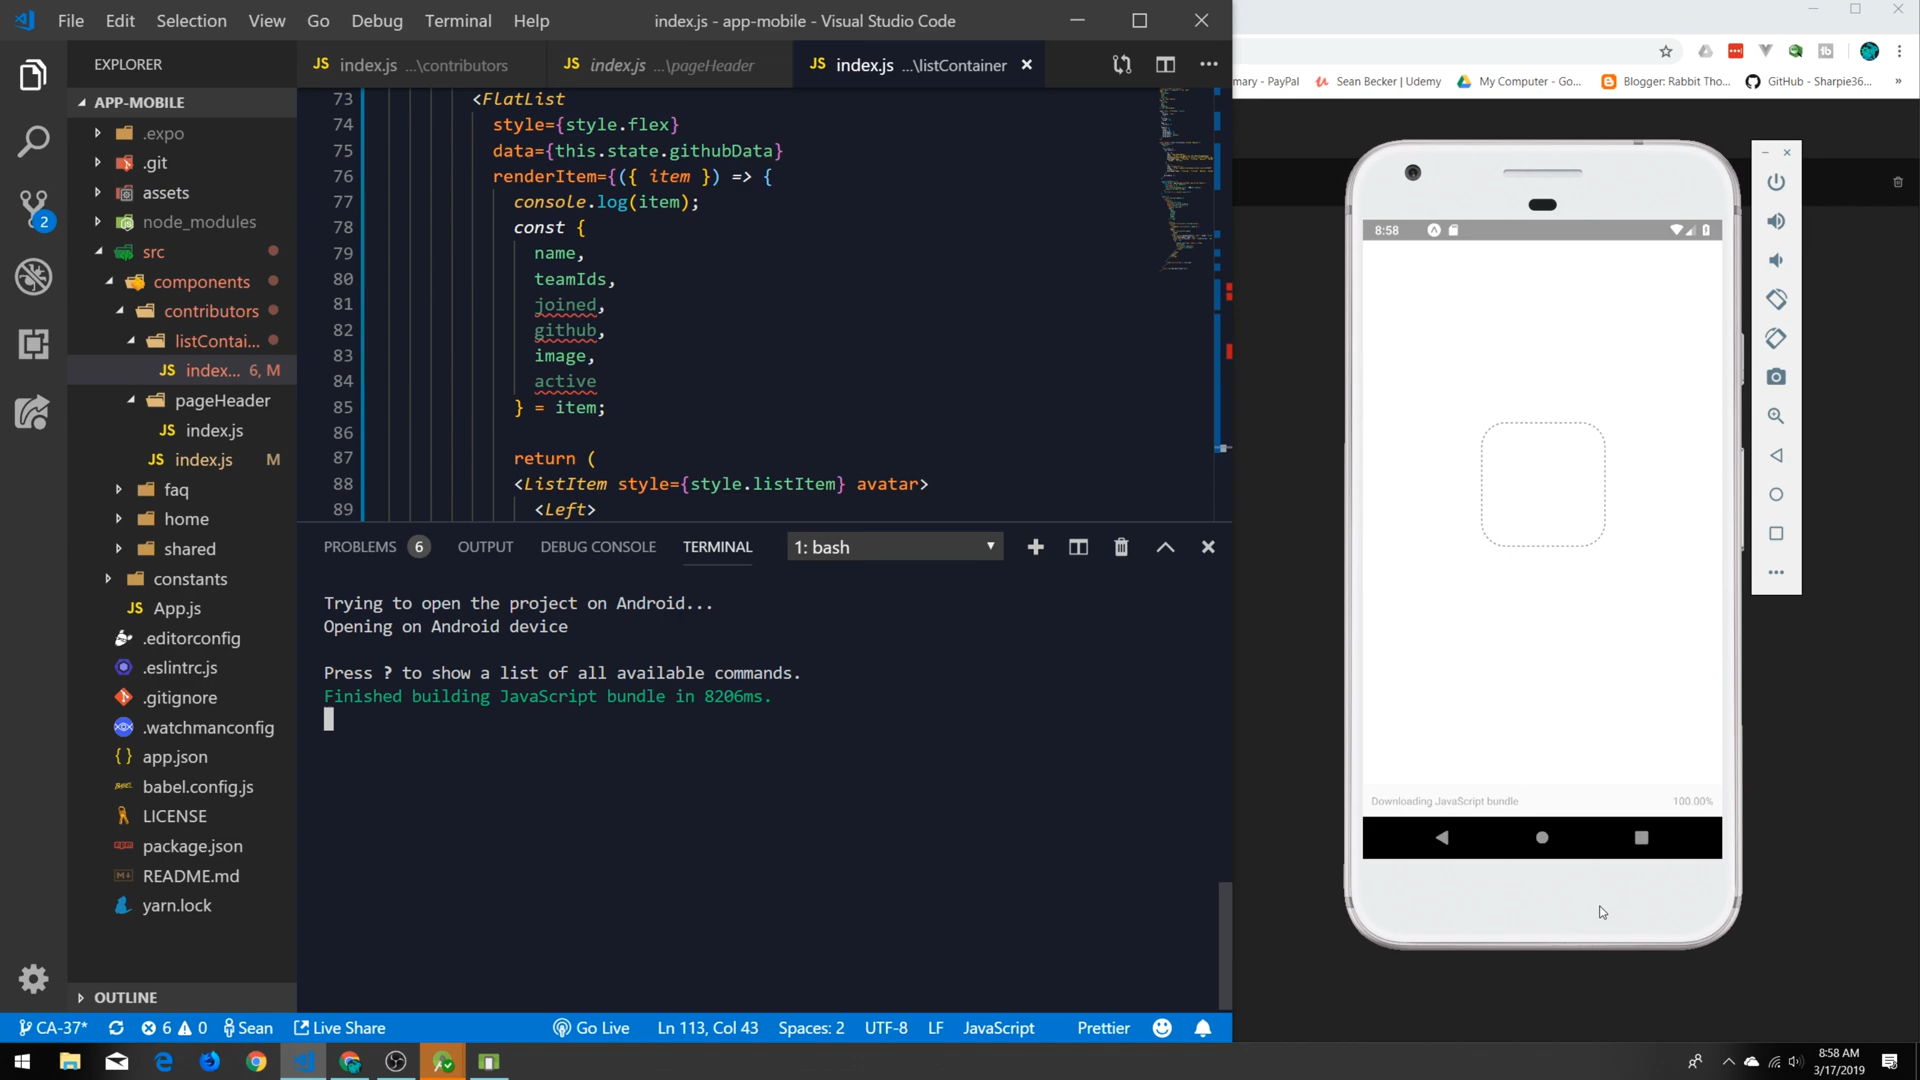 File Edit Selection View Go Debug Terminal Help index.js - app-mobile - Visual Studio Code
EXPLORER
JS index.js ...\contributors JS index.js ...\pageHeader JS index.js ...\listContainer
APP-MOBILE
.expo
.git
assets
node_modules
src
components
contributors
listContai...
JS index... 6, M
pageHeader
JS index.js
JS index.js M
faq
home
shared
constants
JS App.js
.editorconfig
.eslintrc.js
.gitignore
.watchmanconfig
{} app.json
babel.config.js
LICENSE
package.json
README.md
yarn.lock
OUTLINE
2
73 <FlatList
74 style={style.flex}
75 data={this.state.githubData}
76 renderItem={({ item }) => {
77 console.log(item);
78 const {
79 name,
80 teamIds,
81 joined,
82 github,
83 image,
84 active
85 } = item;
86
87 return (
88 <ListItem style={style.listItem} avatar>
89 <Left>
PROBLEMS 6 OUTPUT DEBUG CONSOLE TERMINAL 1: bash
Trying to open the project on Android...
Opening on Android device
Press ? to show a list of all available commands.
Finished building JavaScript bundle in 8206ms.
CA-37* 6 0 Sean Live Share Go Live Ln 113, Col 43 Spaces: 2 UTF-8 LF JavaScript Prettier
mary - PayPal Sean Becker | Udemy My Computer - Go... Blogger: Rabbit Tho... GitHub - Sharpie36... »
8:58
Downloading JavaScript bundle 100.00%
8:58 AM
3/17/2019